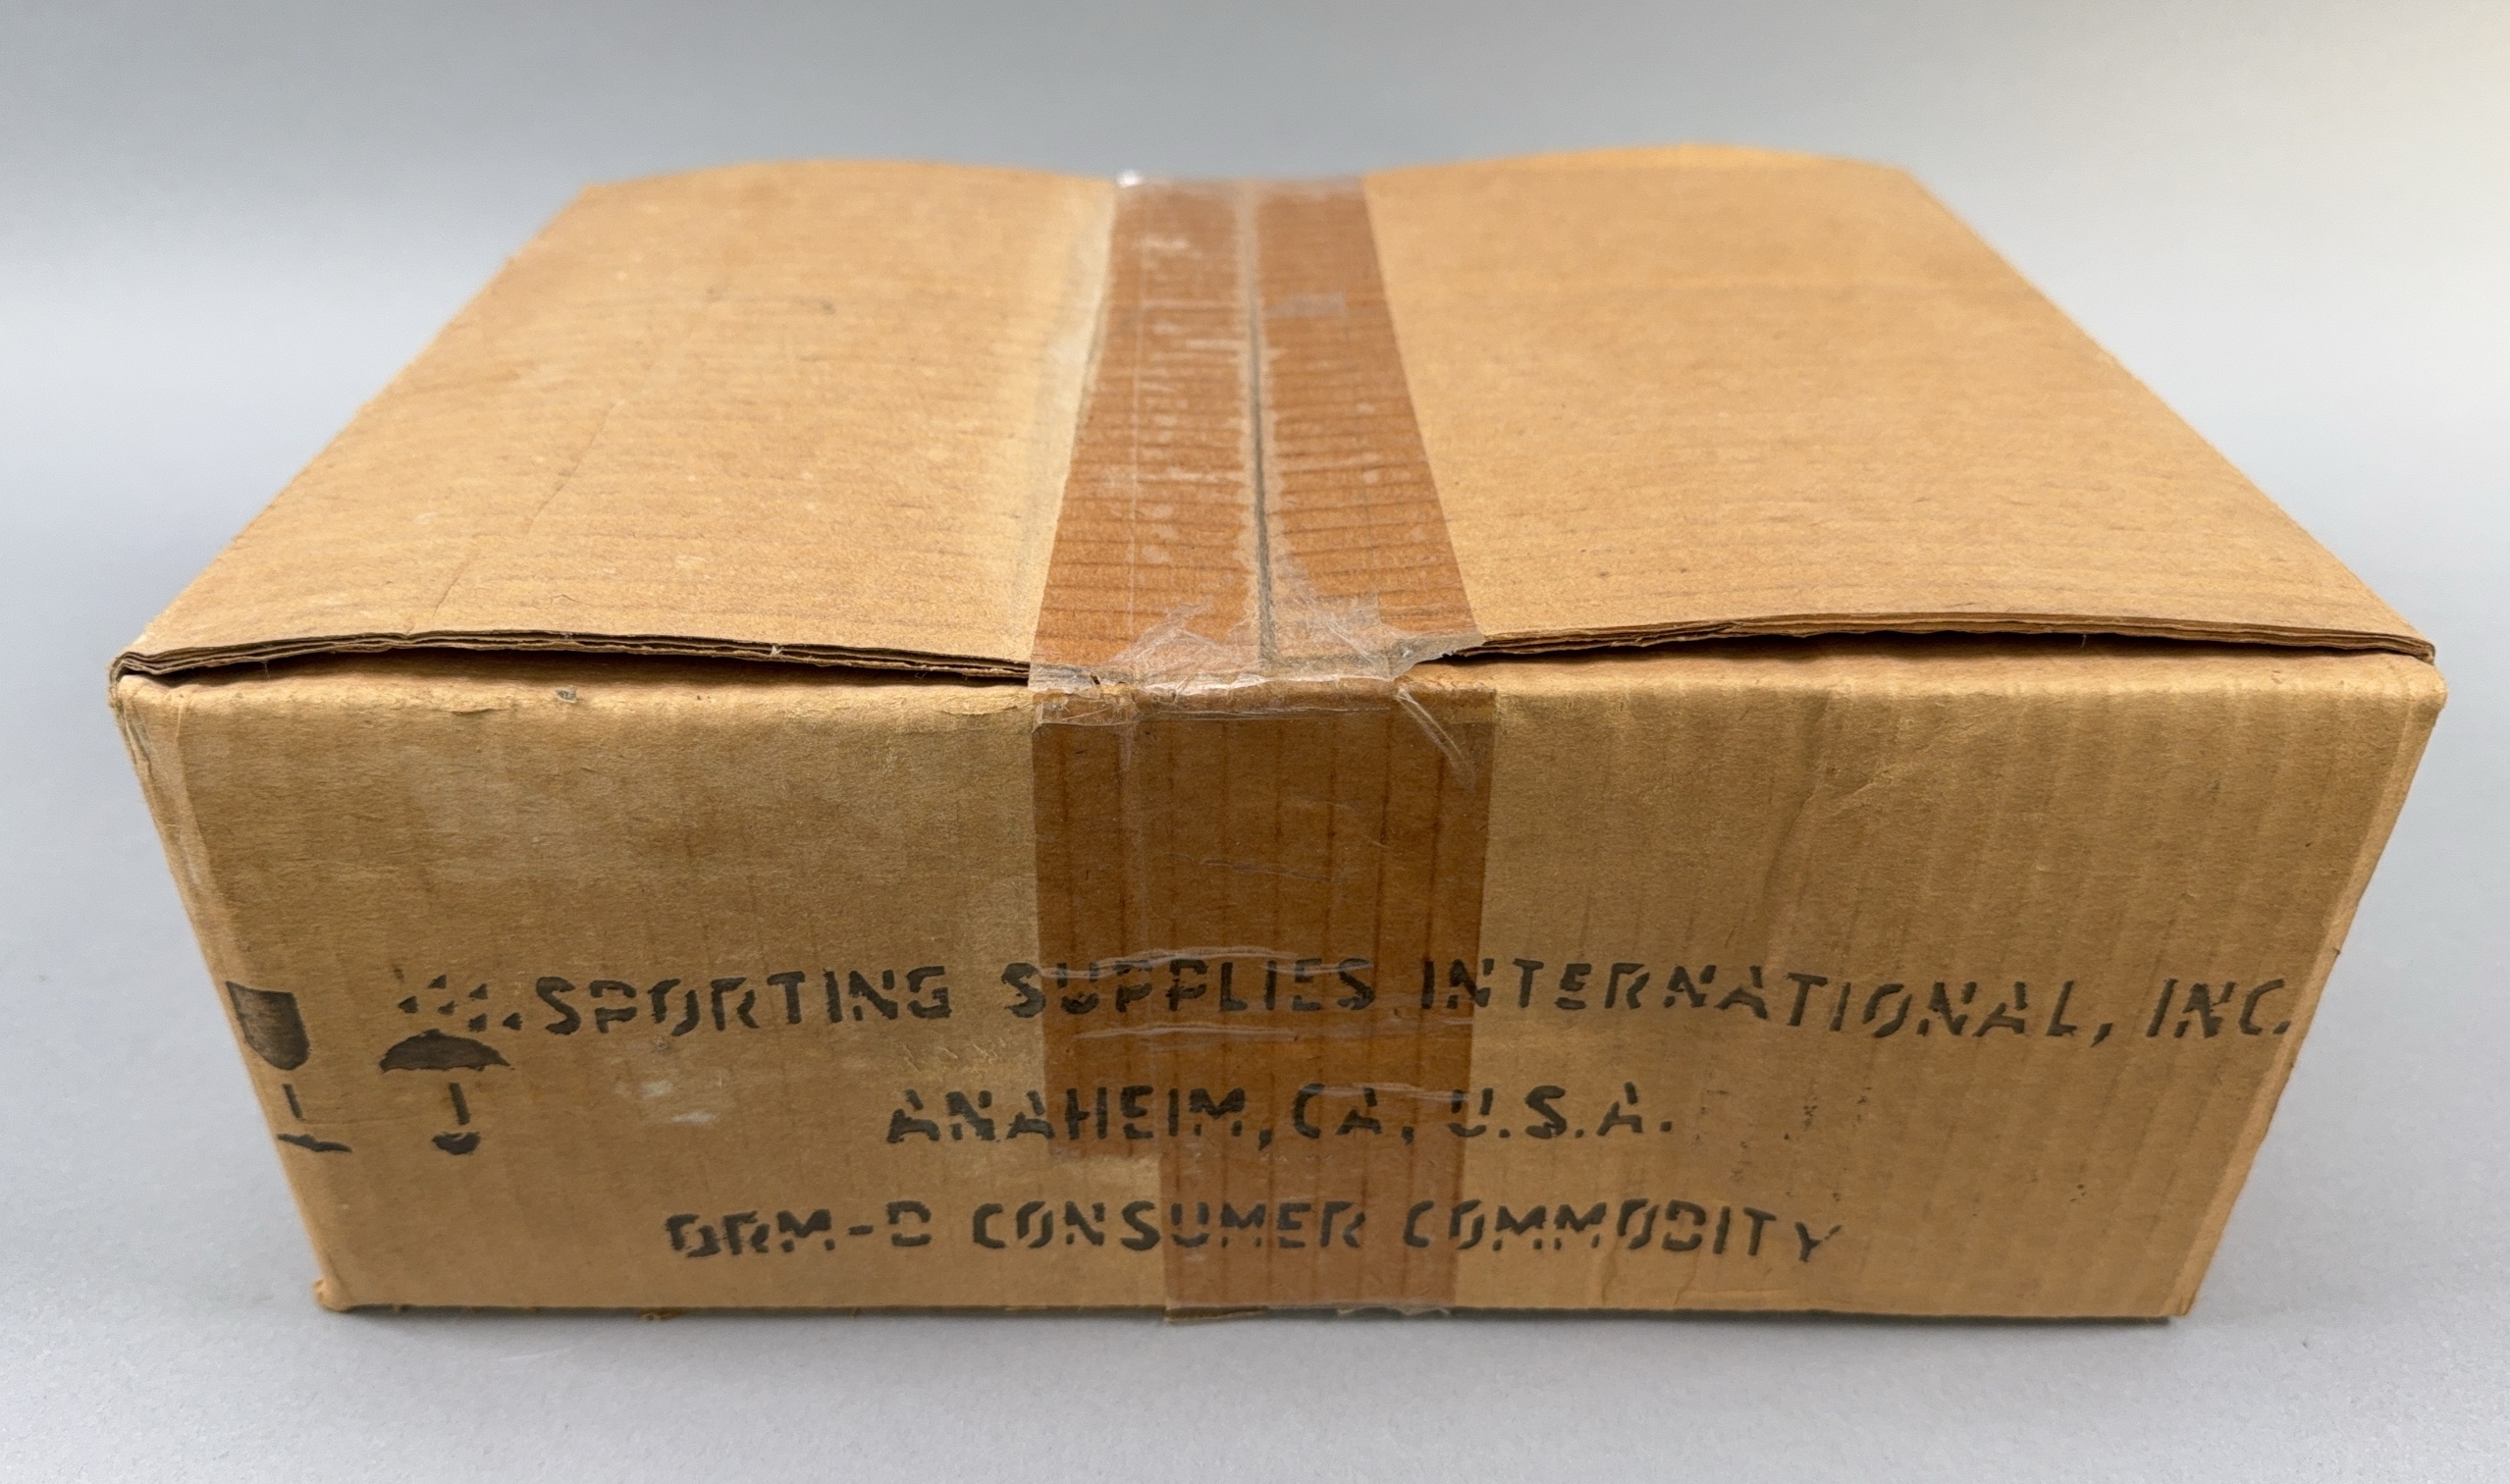 SPORTING SUPPLIES INTERNATIONAL, INC.
ANAHEIM, CA, U.S.A.
ORM-D CONSUMER COMMODITY